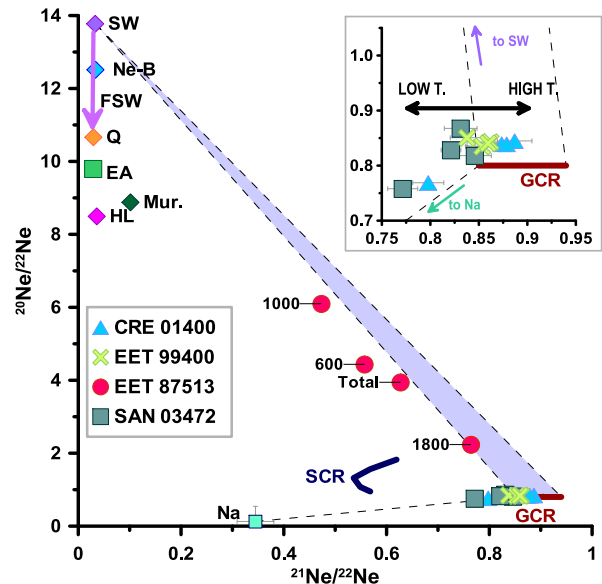 14
12
10
8
6
4
2
0
0
0.2
0.4
0.6
0.8
1
20Ne/22Ne
21Ne/22Ne
SW
Ne-B
FSW
Q
EA
HL
Mur.
1000
600
Total
1800
SCR
Na
GCR
CRE 01400
EET 99400
EET 87513
SAN 03472
1.0
0.9
0.8
0.7
0.75
0.8
0.85
0.9
0.95
to SW
LOW T.
HIGH T.
GCR
to Na